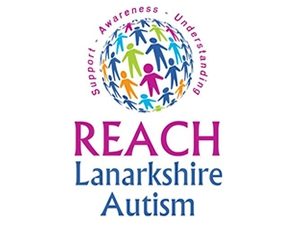 Support - Awareness - Understanding
REACH
Lanarkshire
Autism